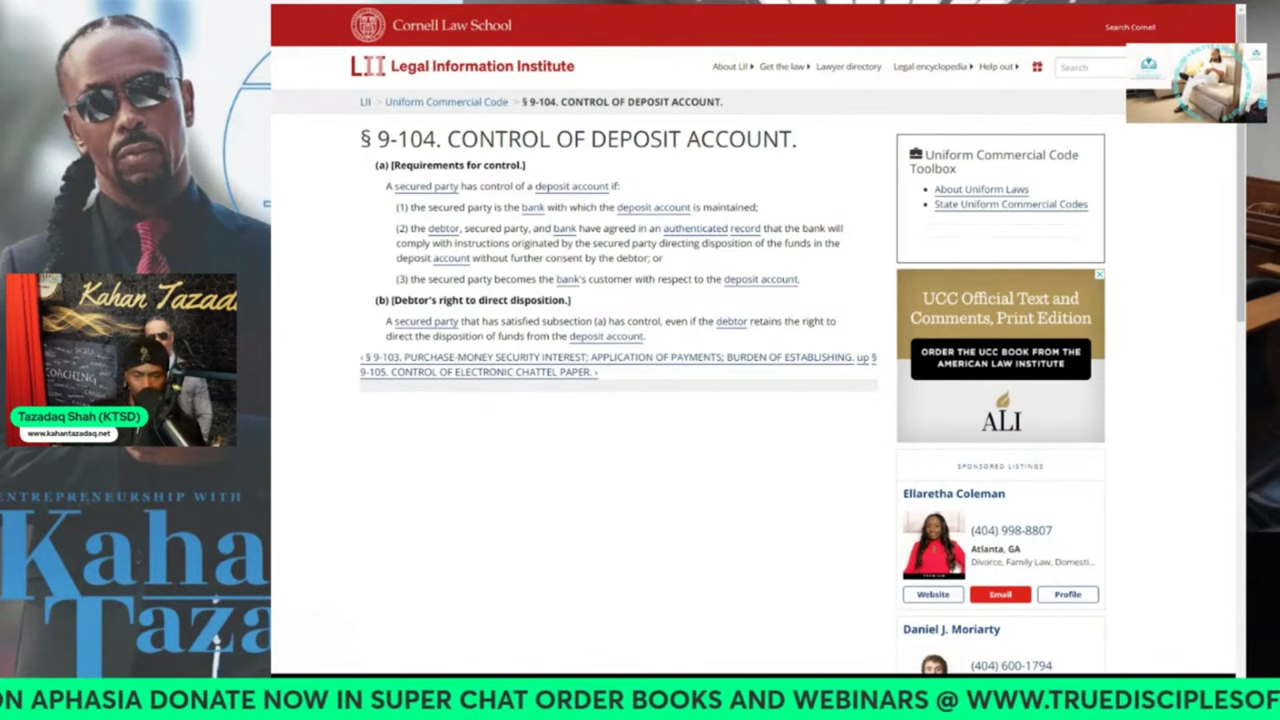 Cornell Law School
Search Cornell
LII Legal Information Institute
About LII
Get the law
Lawyer directory
Legal encyclopedia
Help out
Search
LII > Uniform Commercial Code > § 9-104. CONTROL OF DEPOSIT ACCOUNT.
§ 9-104. CONTROL OF DEPOSIT ACCOUNT.
(a) [Requirements for control.]
A secured party has control of a deposit account if:
(1) the secured party is the bank with which the deposit account is maintained;
(2) the debtor, secured party, and bank have agreed in an authenticated record that the bank will
comply with instructions originated by the secured party directing disposition of the funds in the
deposit account without further consent by the debtor; or
(3) the secured party becomes the bank's customer with respect to the deposit account.
(b) [Debtor's right to direct disposition.]
A secured party that has satisfied subsection (a) has control, even if the debtor retains the right to
direct the disposition of funds from the deposit account.
‹ § 9-103. PURCHASE-MONEY SECURITY INTEREST; APPLICATION OF PAYMENTS; BURDEN OF ESTABLISHING. up §
9-105. CONTROL OF ELECTRONIC CHATTEL PAPER. ›
Uniform Commercial Code
Toolbox
• About Uniform Laws
• State Uniform Commercial Codes
UCC Official Text and
Comments, Print Edition
ORDER THE UCC BOOK FROM THE
AMERICAN LAW INSTITUTE
ALI
SPONSORED LISTINGS
Ellaretha Coleman
(404) 998-8807
Atlanta, GA
Divorce, Family Law, Domesti...
PREMIUM
Website
Email
Profile
Daniel J. Moriarty
(404) 600-1794
Kahan Tazad
COACHING
Tazadaq Shah (KTSD)
www.kahantazadaq.net
ENTREPRENEURSHIP WITH
Kaha
Taza
ON APHASIA DONATE NOW IN SUPER CHAT ORDER BOOKS AND WEBINARS @ WWW.TRUEDISCIPLESOF